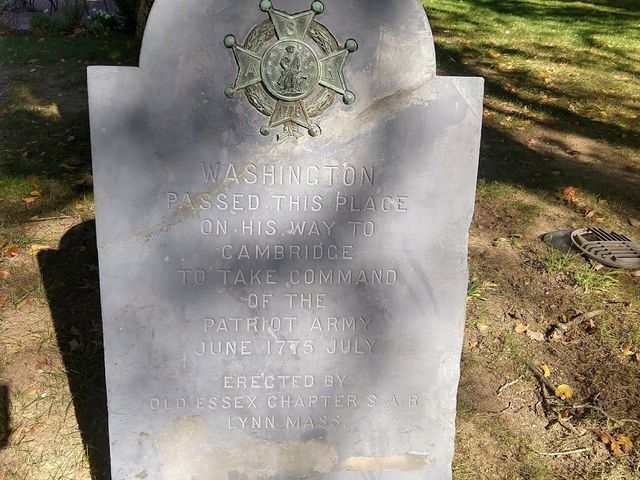 WASHINGTON
PASSED THIS PLACE
ON HIS WAY TO
CAMBRIDGE
TO TAKE COMMAND
OF THE
PATRIOT ARMY
JUNE 1775 JULY
ERECTED BY
OLD ESSEX CHAPTER S.A.R.
LYNN MASS.